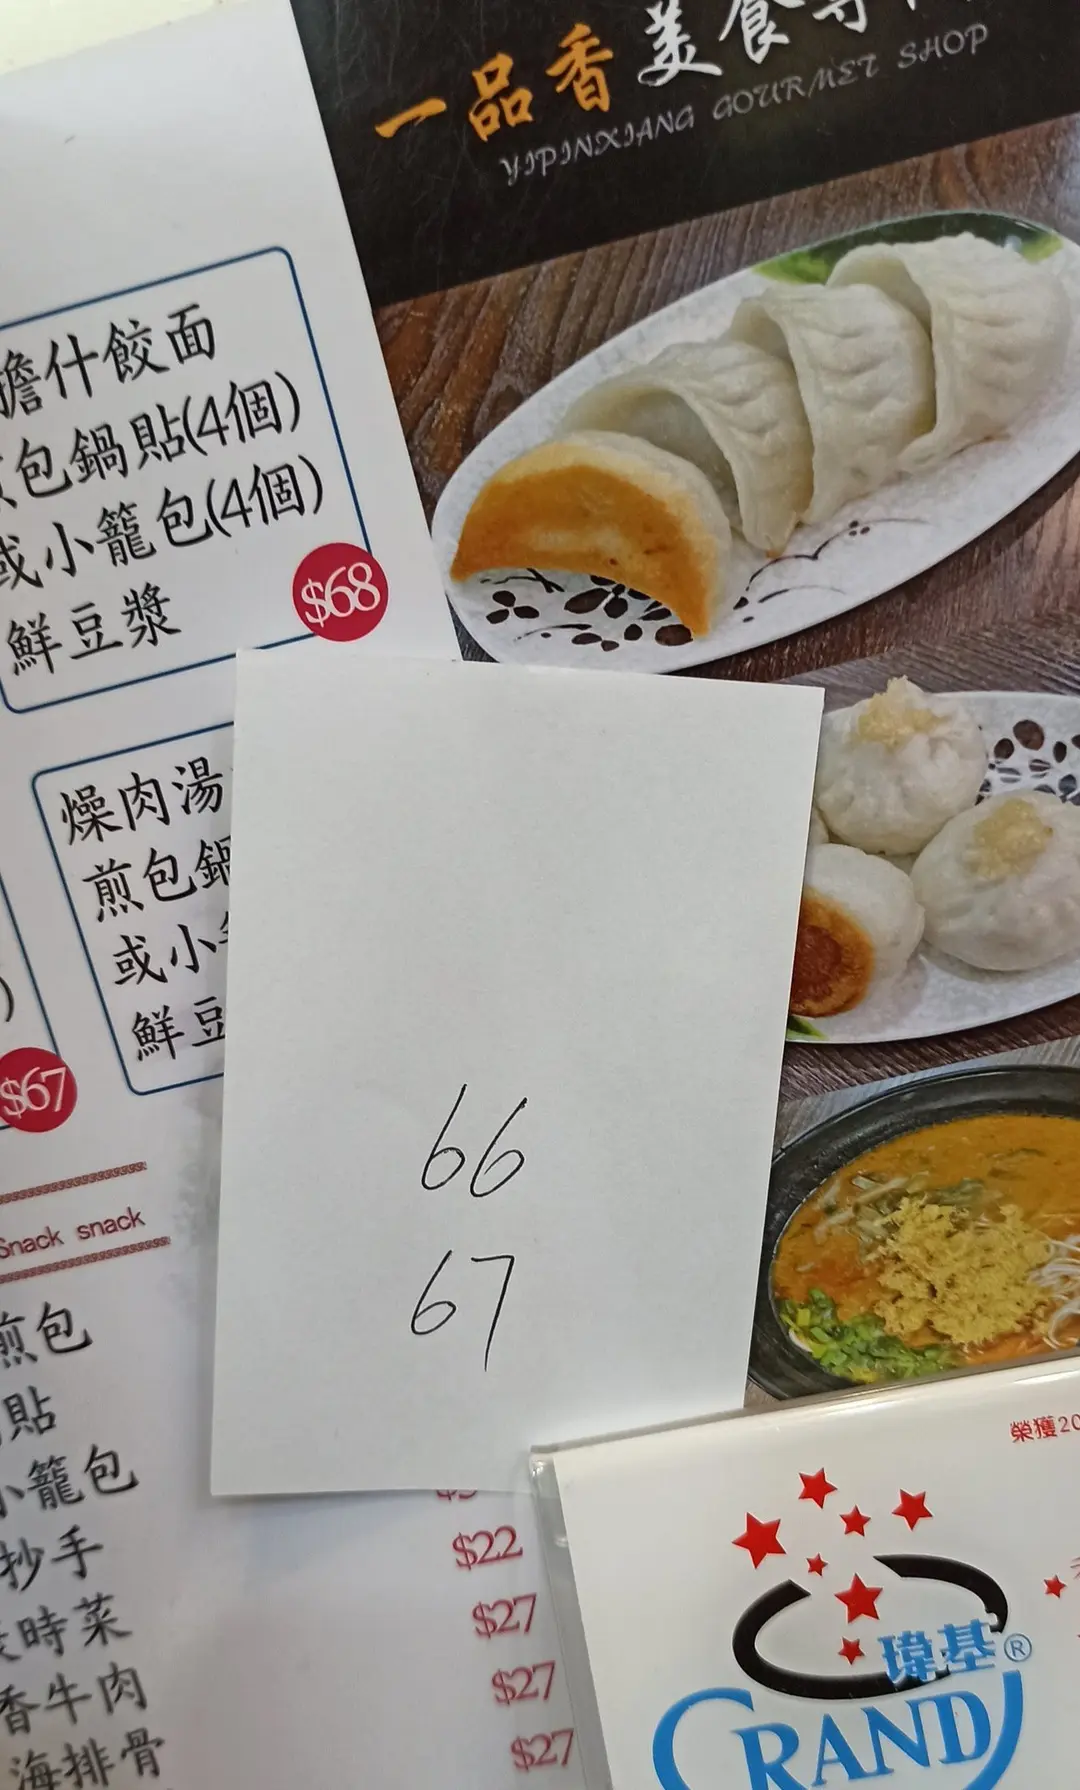 一品香美食專
YIPINXIANG GOURMET SHOP
擔什餃面
包鍋貼(4個)
或小籠包(4個)
鮮豆漿
$68
燥肉湯
煎包鍋
或小
鮮豆
)
$67
66
67
Snack snack
煎包
貼
小籠包
抄手
$22
時菜
$27
香牛肉
$27
海排骨
$27
榮獲20
瑋基®
GRAND